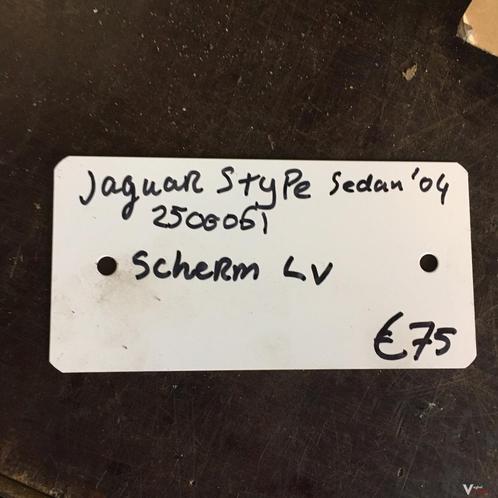 Jaguar Stype Sedan '04
2500061
Scherm LV
€75